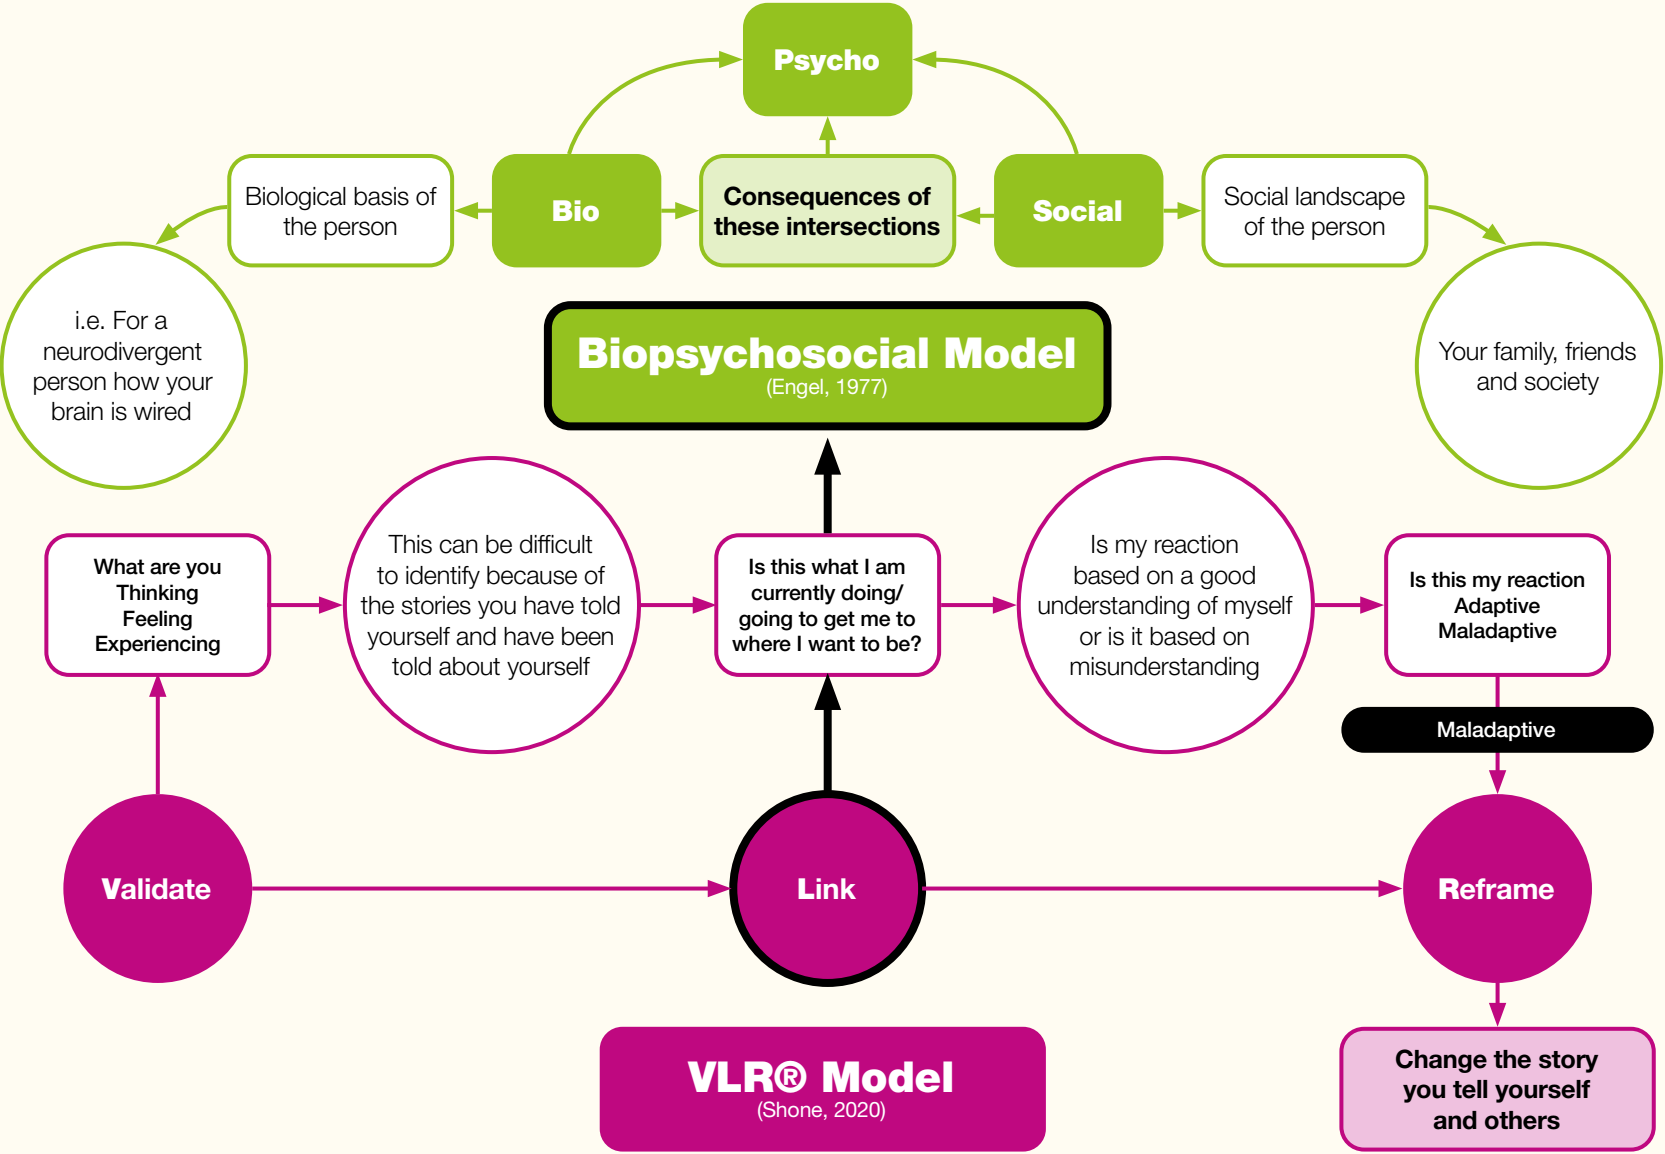 Psycho
Biological basis of
the person
Bio
Consequences of
these intersections
Social
Social landscape
of the person
i.e. For a
neurodivergent
person how your
brain is wired
Biopsychosocial Model
(Engel, 1977)
Your family, friends
and society
What are you
Thinking
Feeling
Experiencing
This can be difficult
to identify because of
the stories you have told
yourself and have been
told about yourself
Is this what I am
currently doing/
going to get me to
where I want to be?
Is my reaction
based on a good
understanding of myself
or is it based on
misunderstanding
Is this my reaction
Adaptive
Maladaptive
Maladaptive
Validate
Link
Reframe
VLR® Model
(Shone, 2020)
Change the story
you tell yourself
and others